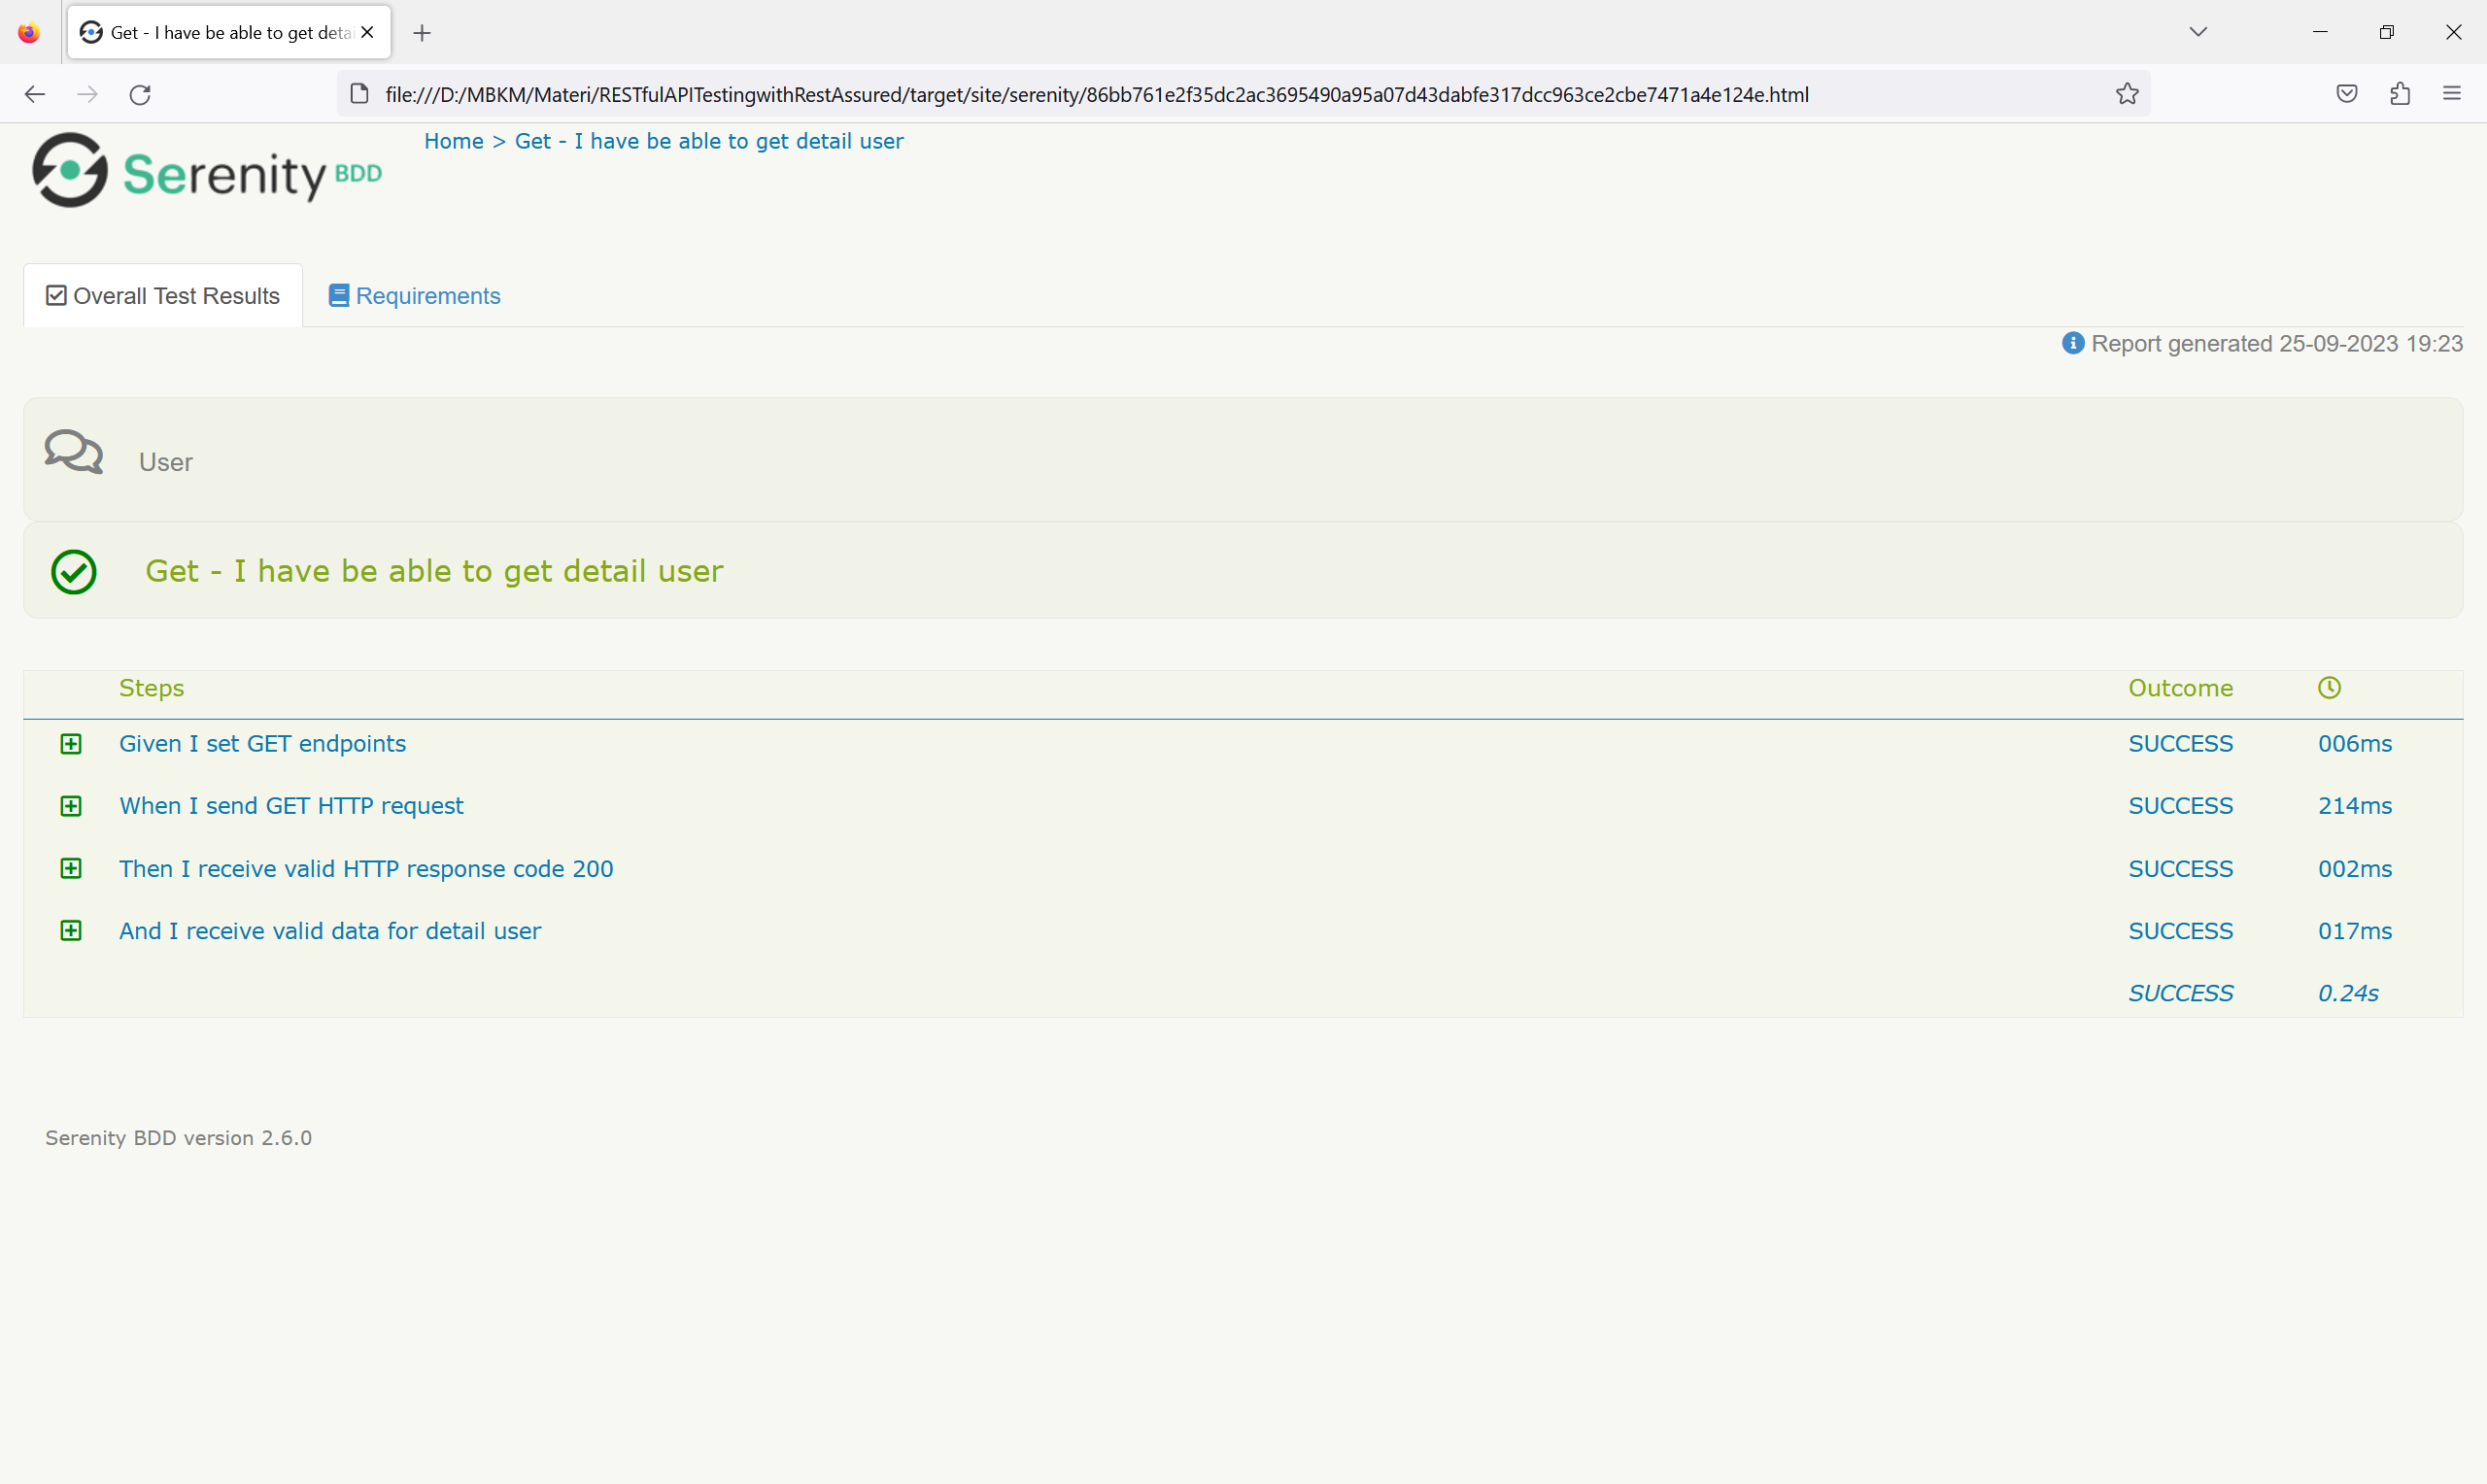 Get - I have be able to get deta
file:///D:/MBKM/Materi/RESTfulAPITestingwithRestAssured/target/site/serenity/86bb761e2f35dc2ac3695490a95a07d43dabfe317dcc963ce2cbe7471a4e124e.html
Serenity BDD
Home > Get - I have be able to get detail user
Overall Test Results
Requirements
Report generated 25-09-2023 19:23
User
Get - I have be able to get detail user
Steps Outcome
Given I set GET endpoints SUCCESS 006ms
When I send GET HTTP request SUCCESS 214ms
Then I receive valid HTTP response code 200 SUCCESS 002ms
And I receive valid data for detail user SUCCESS 017ms
SUCCESS 0.24s
Serenity BDD version 2.6.0